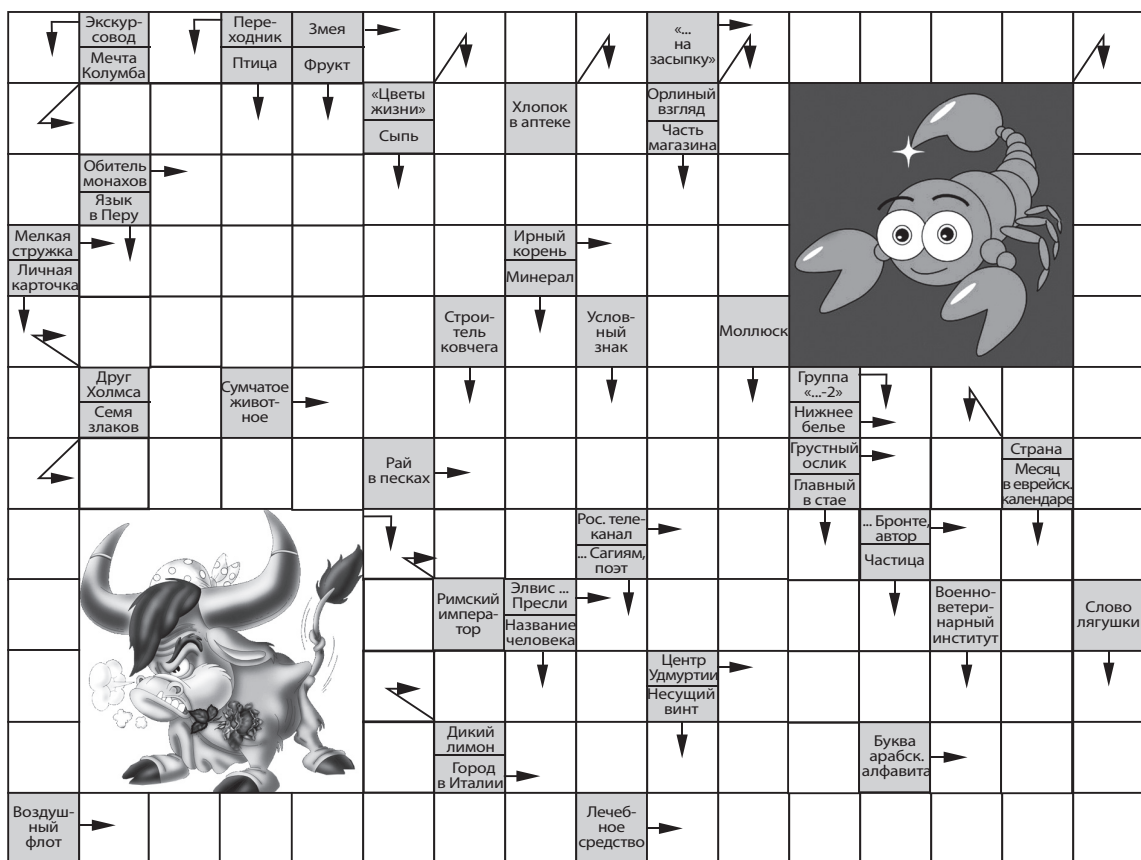 Экскур-
совод
Мечта
Колумба
Пере-
ходник
Птица
Змея
Фрукт
«...
на
засыпку»
«Цветы
жизни»
Сыпь
Хлопок
в аптеке
Орлиный
взгляд
Часть
магазина
Обитель
монахов
Язык
в Перу
Мелкая
стружка
Личная
карточка
Ирный
корень
Минерал
Строи-
тель
ковчега
Услов-
ный
знак
Моллюск
Друг
Холмса
Семя
злаков
Сумчатое
живот-
ное
Группа
«...-2»
Нижнее
белье
Рай
в песках
Грустный
ослик
Главный
в стае
Страна
Месяц
в еврейск.
календаре
Рос. теле-
канал
... Сагиям,
поэт
... Бронте,
автор
Частица
Римский
импера-
тор
Элвис ...
Пресли
Название
человека
Военно-
ветери-
нарный
институт
Слово
лягушки
Центр
Удмуртии
Несущий
винт
Дикий
лимон
Город
в Италии
Буква
арабск.
алфавита
Воздуш-
ный
флот
Лечеб-
ное
средство